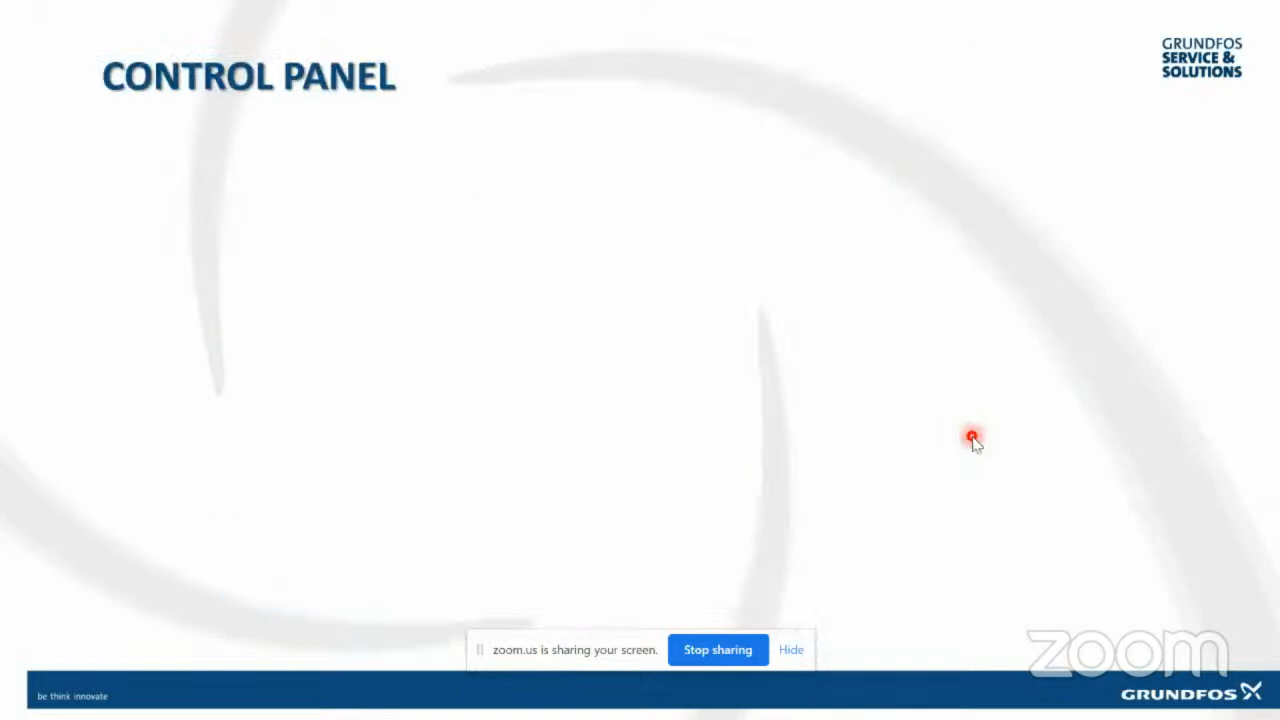 CONTROL PANEL
GRUNDFOS
SERVICE &
SOLUTIONS
zoom.us is sharing your screen.
Stop sharing
Hide
zoom
be think innovate
GRUNDFOS